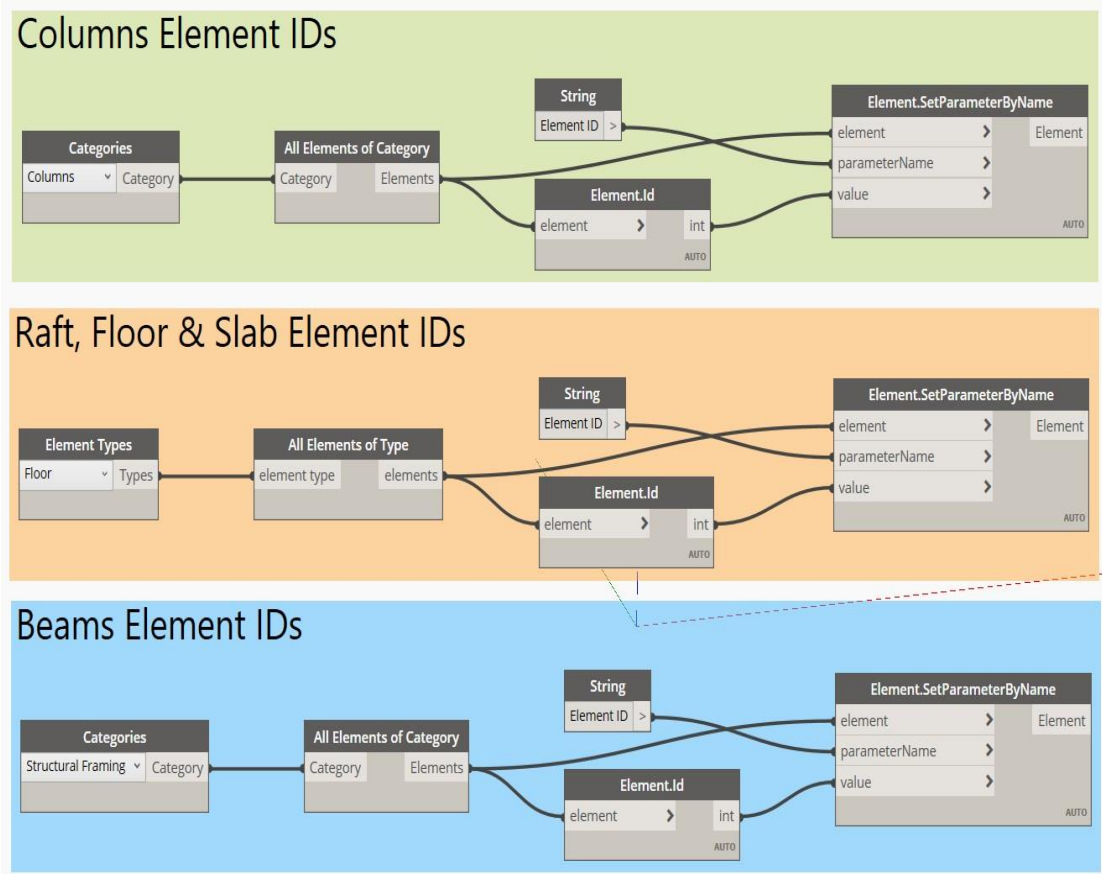 Columns Element IDs
String
Element ID >
Element.SetParameterByName
element > Element
parameterName >
value >
AUTO
Categories
Columns Category
All Elements of Category
Category Elements
Element.Id
element > int
AUTO
Raft, Floor & Slab Element IDs
String
Element ID >
Element.SetParameterByName
element > Element
parameterName >
value >
AUTO
Element Types
Floor Types
All Elements of Type
element type elements
Element.Id
element > int
AUTO
Beams Element IDs
String
Element ID >
Element.SetParameterByName
element > Element
parameterName >
value >
AUTO
Categories
Structural Framing Category
All Elements of Category
Category Elements
Element.Id
element > int
AUTO